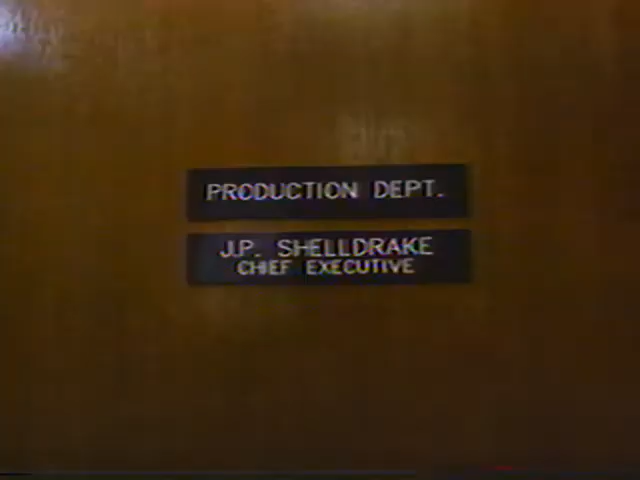 PRODUCTION DEPT.
J.P. SHELLDRAKE
CHIEF EXECUTIVE